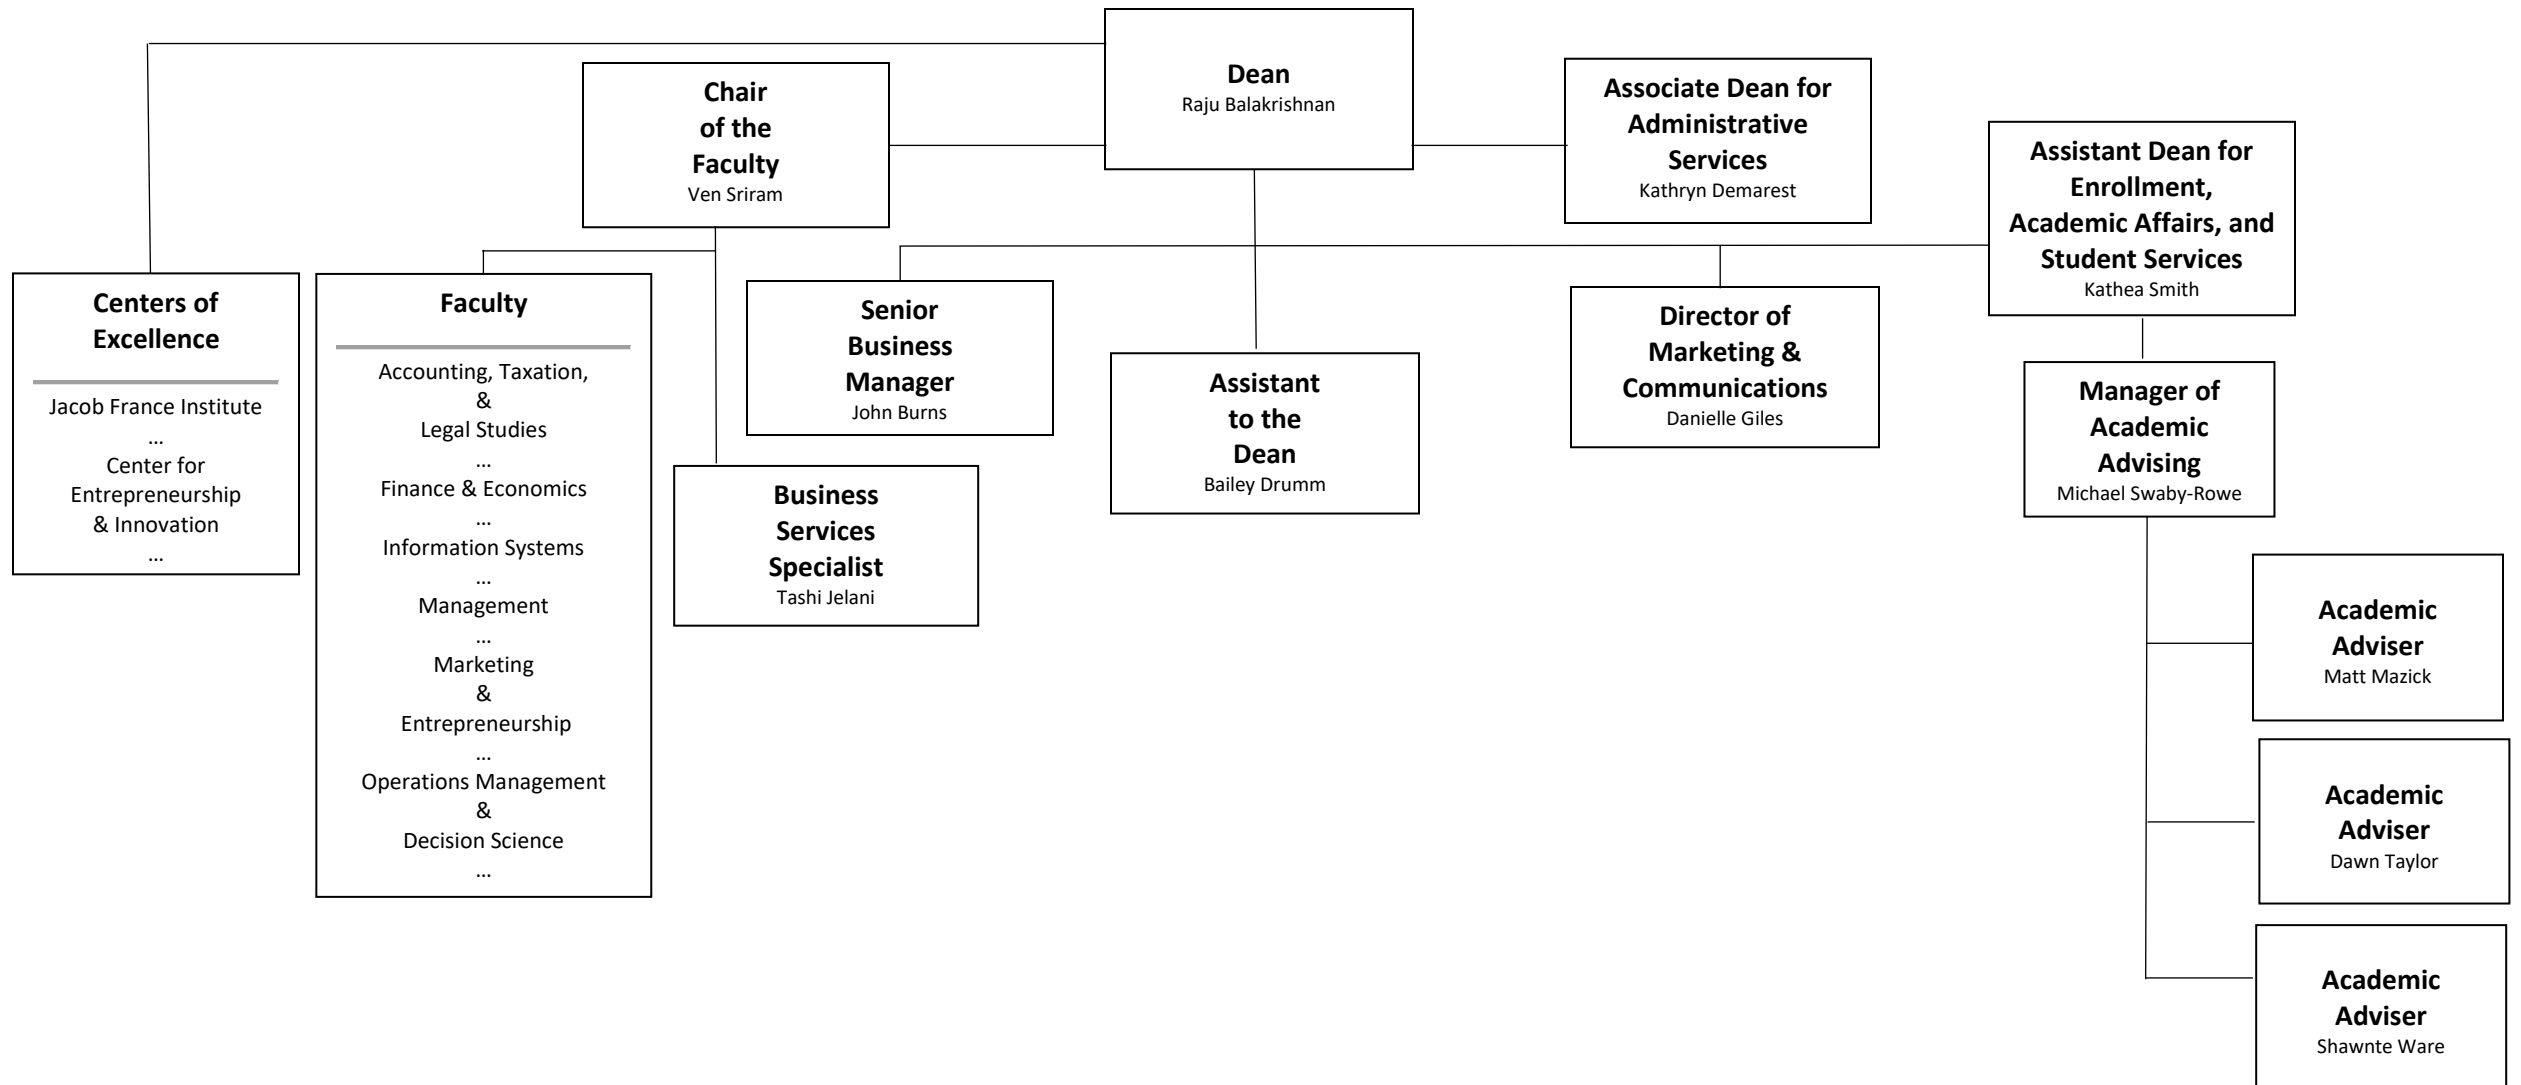 Dean
Raju Balakrishnan
Chair
of the
Faculty
Ven Sriram
Associate Dean for
Administrative
Services
Kathryn Demarest
Assistant Dean for
Enrollment,
Academic Affairs, and
Student Services
Kathea Smith
Centers of
Excellence
Jacob France Institute
...
Center for
Entrepreneurship
& Innovation
...
Faculty
Accounting, Taxation,
&
Legal Studies
...
Finance & Economics
...
Information Systems
...
Management
...
Marketing
&
Entrepreneurship
...
Operations Management
&
Decision Science
...
Senior
Business
Manager
John Burns
Business
Services
Specialist
Tashi Jelani
Assistant
to the
Dean
Bailey Drumm
Director of
Marketing &
Communications
Danielle Giles
Manager of
Academic
Advising
Michael Swaby-Rowe
Academic
Adviser
Matt Mazick
Academic
Adviser
Dawn Taylor
Academic
Adviser
Shawnte Ware